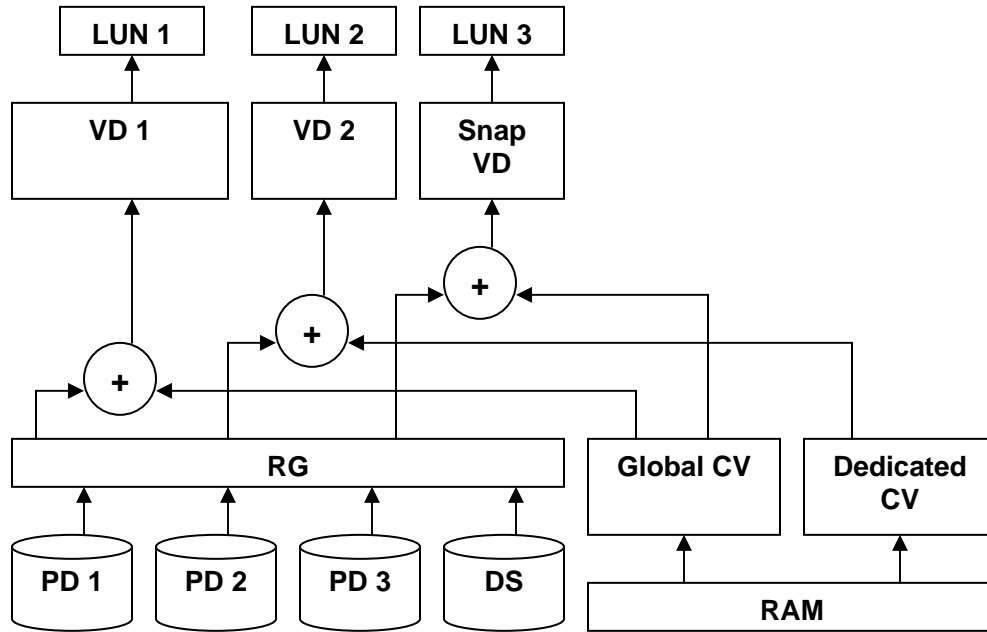 LUN 1
LUN 2
LUN 3
VD 1
VD 2
Snap
VD
+
+
+
RG
Global CV
Dedicated
CV
PD 1
PD 2
PD 3
DS
RAM